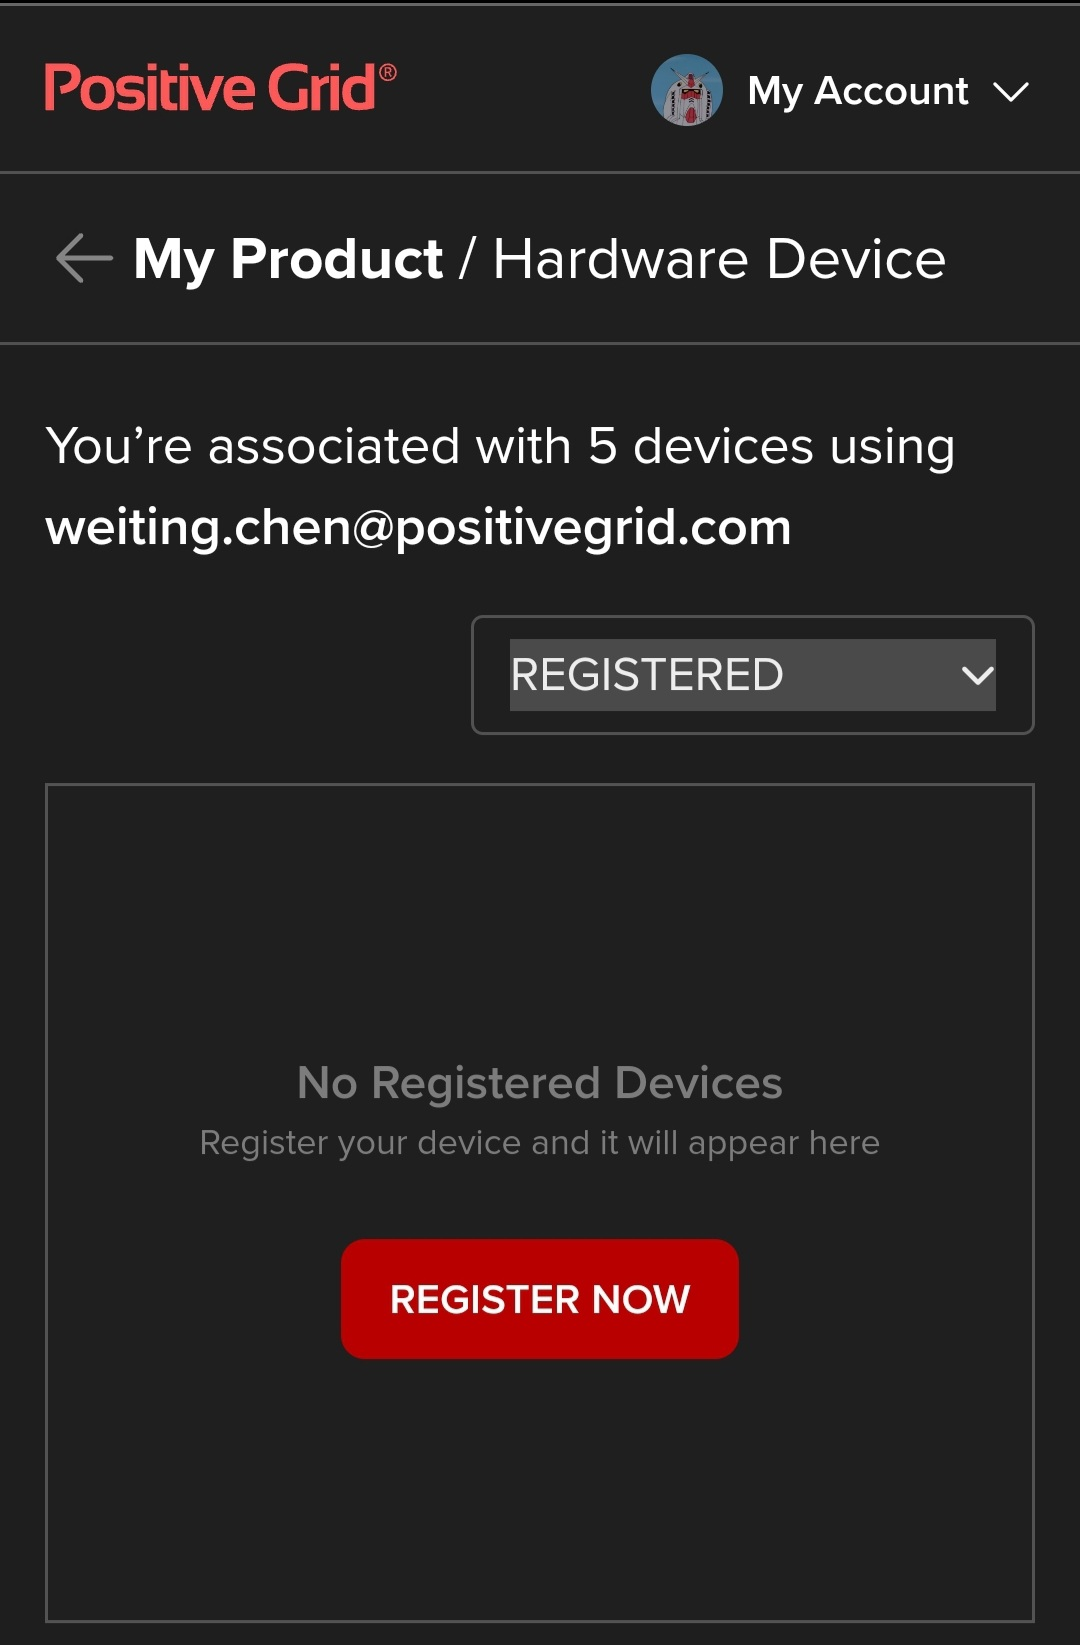 Positive Grid®
My Account
My Product / Hardware Device
You’re associated with 5 devices using
weiting.chen@positivegrid.com
REGISTERED
No Registered Devices
Register your device and it will appear here
REGISTER NOW